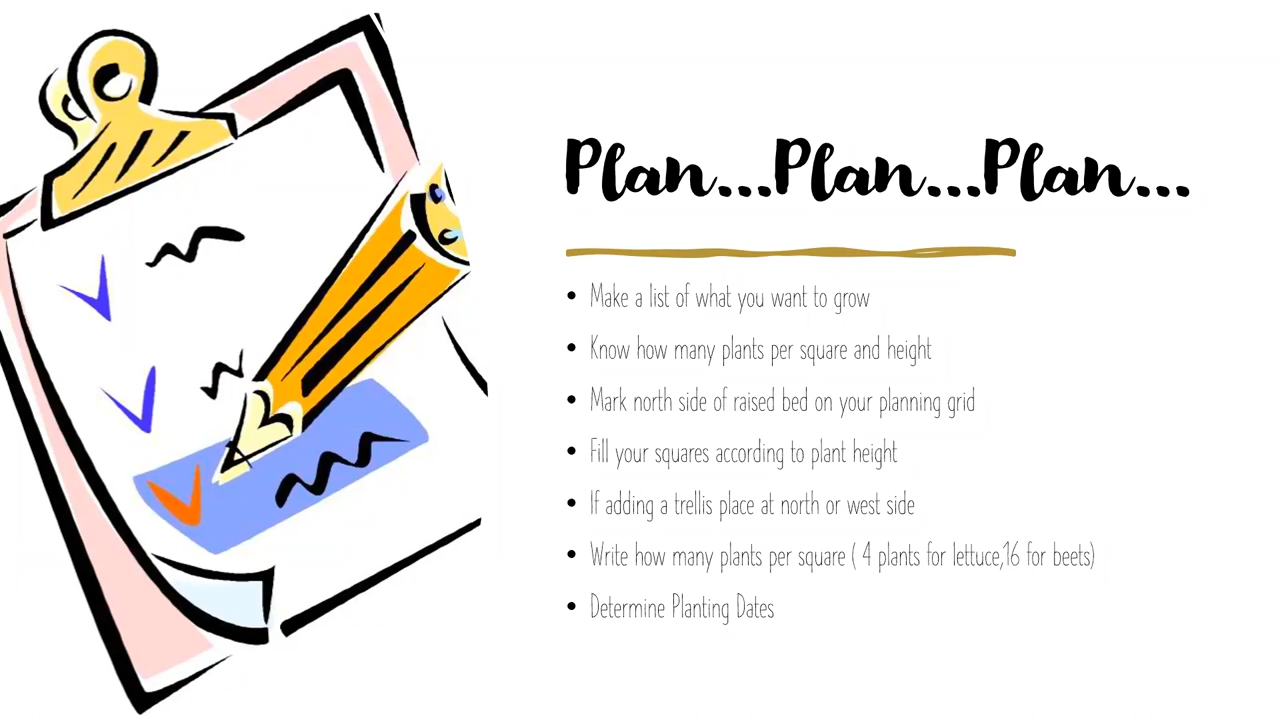 Plan...Plan...Plan...
• Make a list of what you want to grow
• Know how many plants per square and height
• Mark north side of raised bed on your planning grid
• Fill your squares according to plant height
• If adding a trellis place at north or west side
• Write how many plants per square ( 4 plants for lettuce,16 for beets)
• Determine Planting Dates